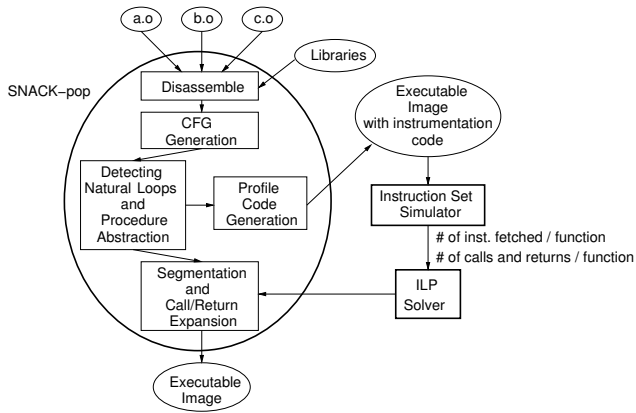 a.o
b.o
c.o
Libraries
SNACK-pop
Disassemble
CFG
Generation
Executable
Image
with instrumentation
code
Detecting
Natural Loops
and
Procedure
Abstraction
Profile
Code
Generation
Instruction Set
Simulator
# of inst. fetched / function
# of calls and returns / function
Segmentation
and
Call/Return
Expansion
ILP
Solver
Executable
Image